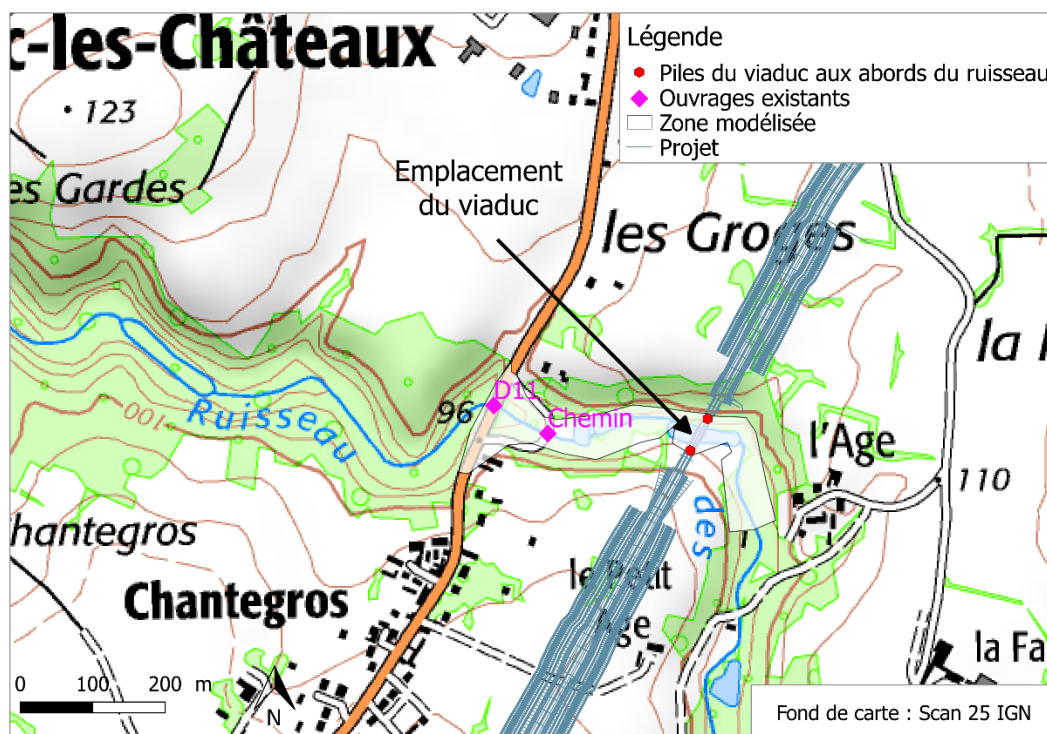 c-les-Châteaux
Légende
Piles du viaduc aux abords du ruisseau
Ouvrages existants
Zone modélisée
Projet
123
es Gardes
Emplacement
du viaduc
les Groges
la
D11
96
Chemin
100
Ruisseau
l'Age
110
des
hantegros
le Petit
Age
Chantegros
la Fa
0 100 200 m
N
Fond de carte : Scan 25 IGN